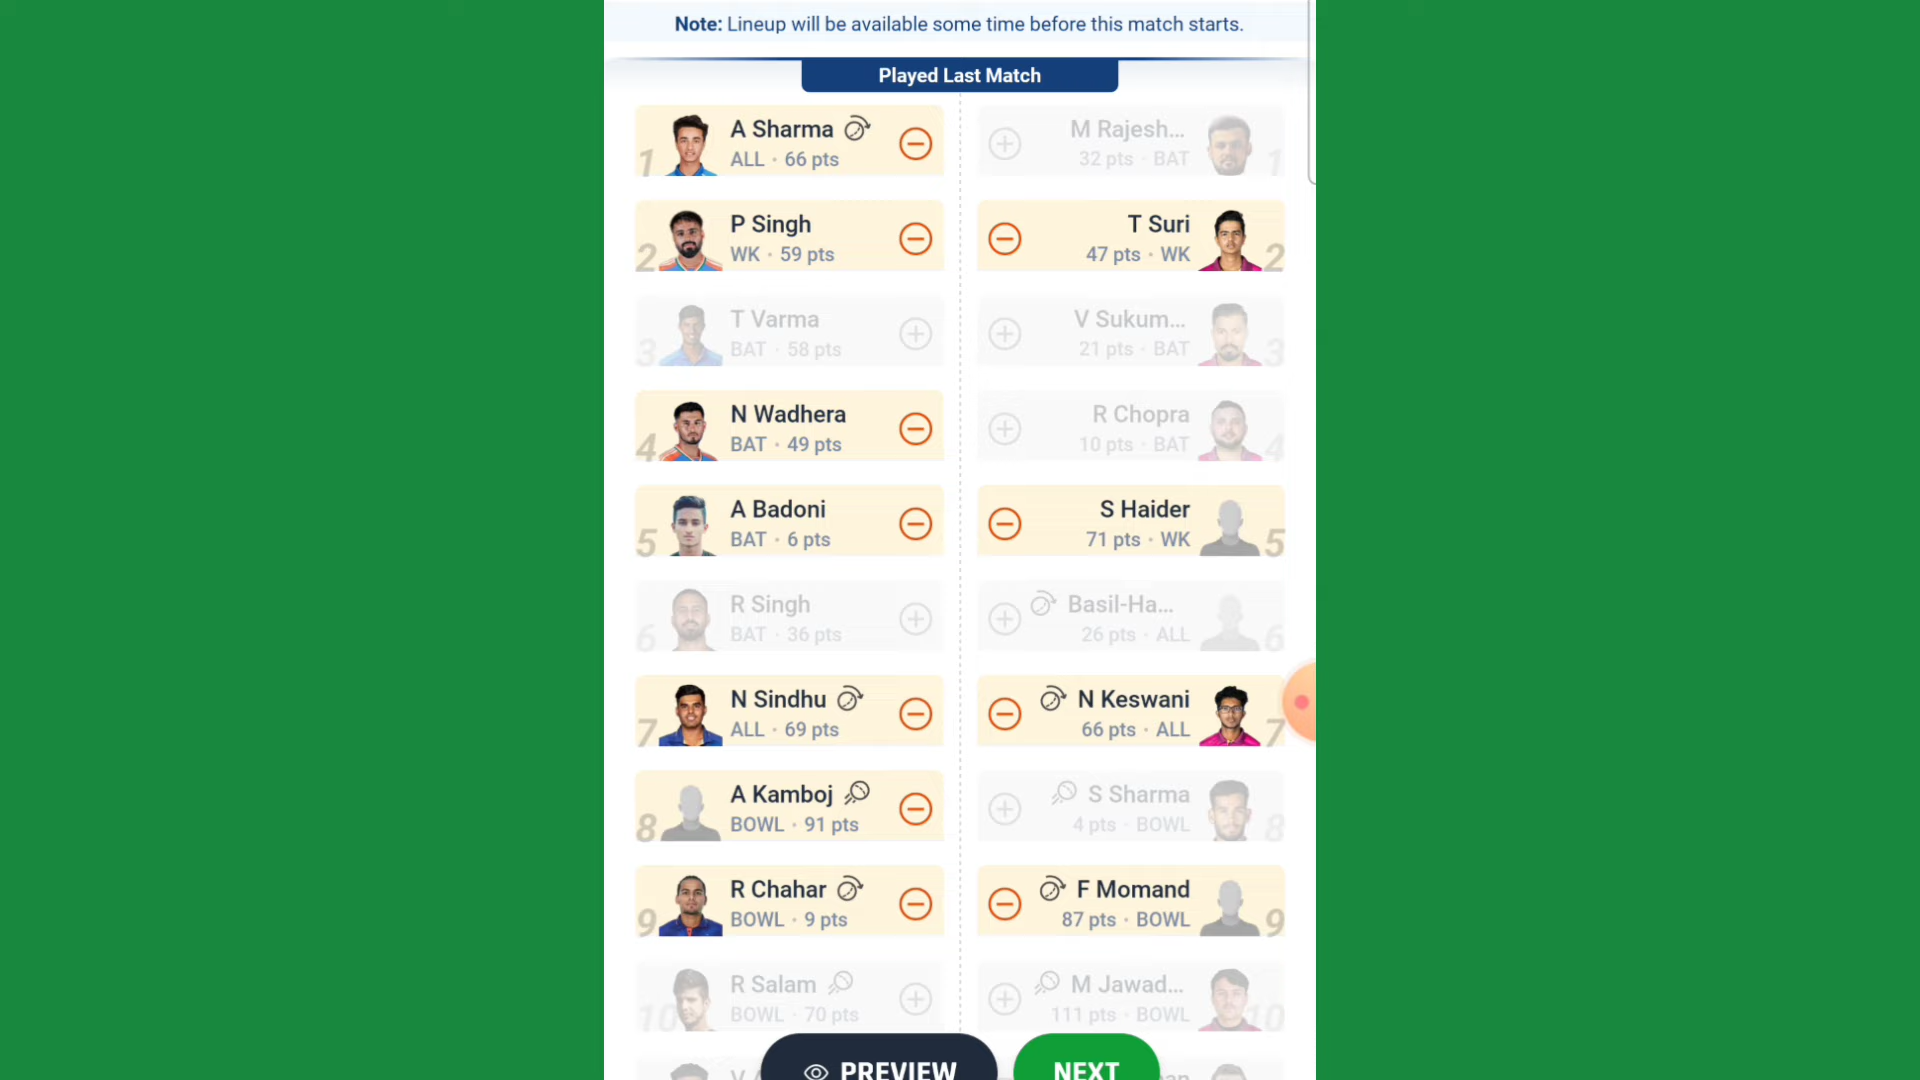 Note: Lineup will be available some time before this match starts.
Played Last Match
1
A Sharma
ALL · 66 pts
M Rajesh...
32 pts · BAT
1
2
P Singh
WK · 59 pts
T Suri
47 pts · WK
2
3
T Varma
BAT · 58 pts
V Sukum...
21 pts · BAT
3
4
N Wadhera
BAT · 49 pts
R Chopra
10 pts · BAT
4
5
A Badoni
BAT · 6 pts
S Haider
71 pts · WK
5
6
R Singh
BAT · 36 pts
Basil-Ha...
26 pts · ALL
6
7
N Sindhu
ALL · 69 pts
N Keswani
66 pts · ALL
7
8
A Kamboj
BOWL · 91 pts
S Sharma
4 pts · BOWL
8
9
R Chahar
BOWL · 9 pts
F Momand
87 pts · BOWL
9
10
R Salam
BOWL · 70 pts
M Jawad...
111 pts · BOWL
10
PREVIEW
NEXT